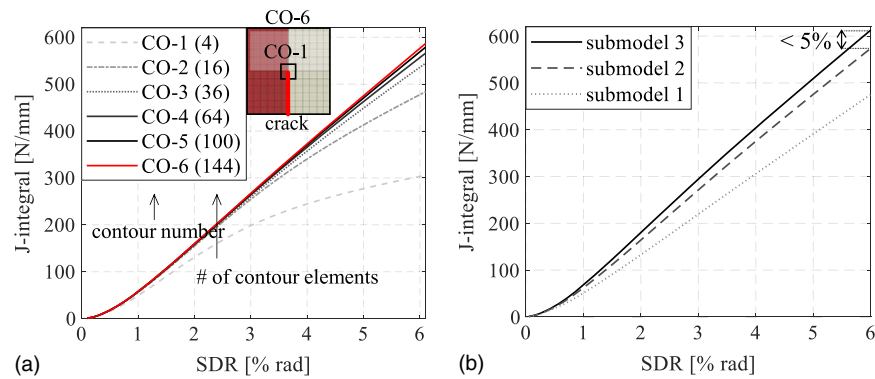 CO-6
600
CO-1 (4)
CO-1
500
CO-2 (16)
CO-3 (36)
400
CO-4 (64)
crack
CO-5 (100)
300
CO-6 (144)
200
contour number
100
# of contour elements
0
0 1 2 3 4 5 6
J-integral [N/mm]
SDR [% rad]
(a)
600
submodel 3
< 5%
submodel 2
500
submodel 1
400
300
200
100
0
0 1 2 3 4 5 6
J-integral [N/mm]
SDR [% rad]
(b)